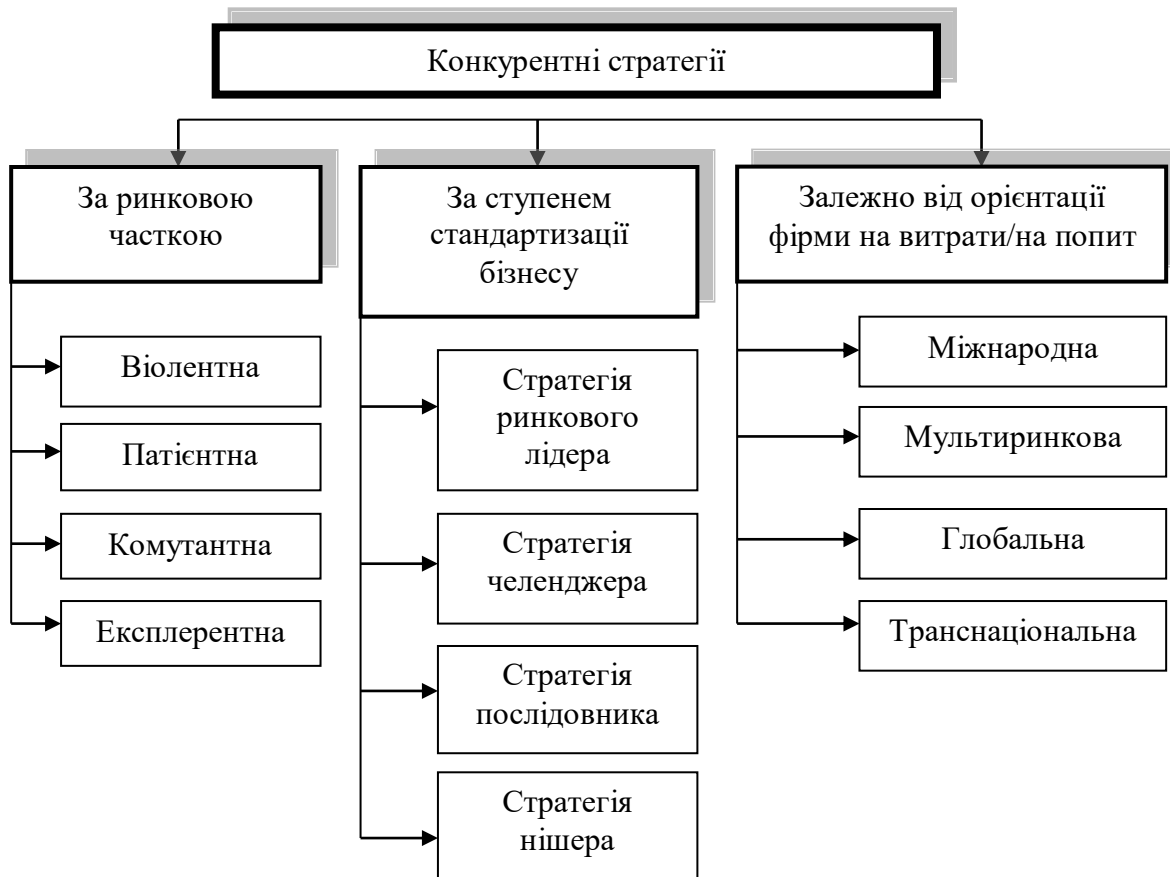 Конкурентні стратегії
За ринковою
часткою
За ступенем
стандартизації
бізнесу
Залежно від орієнтації
фірми на витрати/на попит
Віолентна
Патієнтна
Комутантна
Експлерентна
Стратегія
ринкового
лідера
Стратегія
челенджера
Стратегія
послідовника
Стратегія
нішера
Міжнародна
Мультиринкова
Глобальна
Транснаціональна